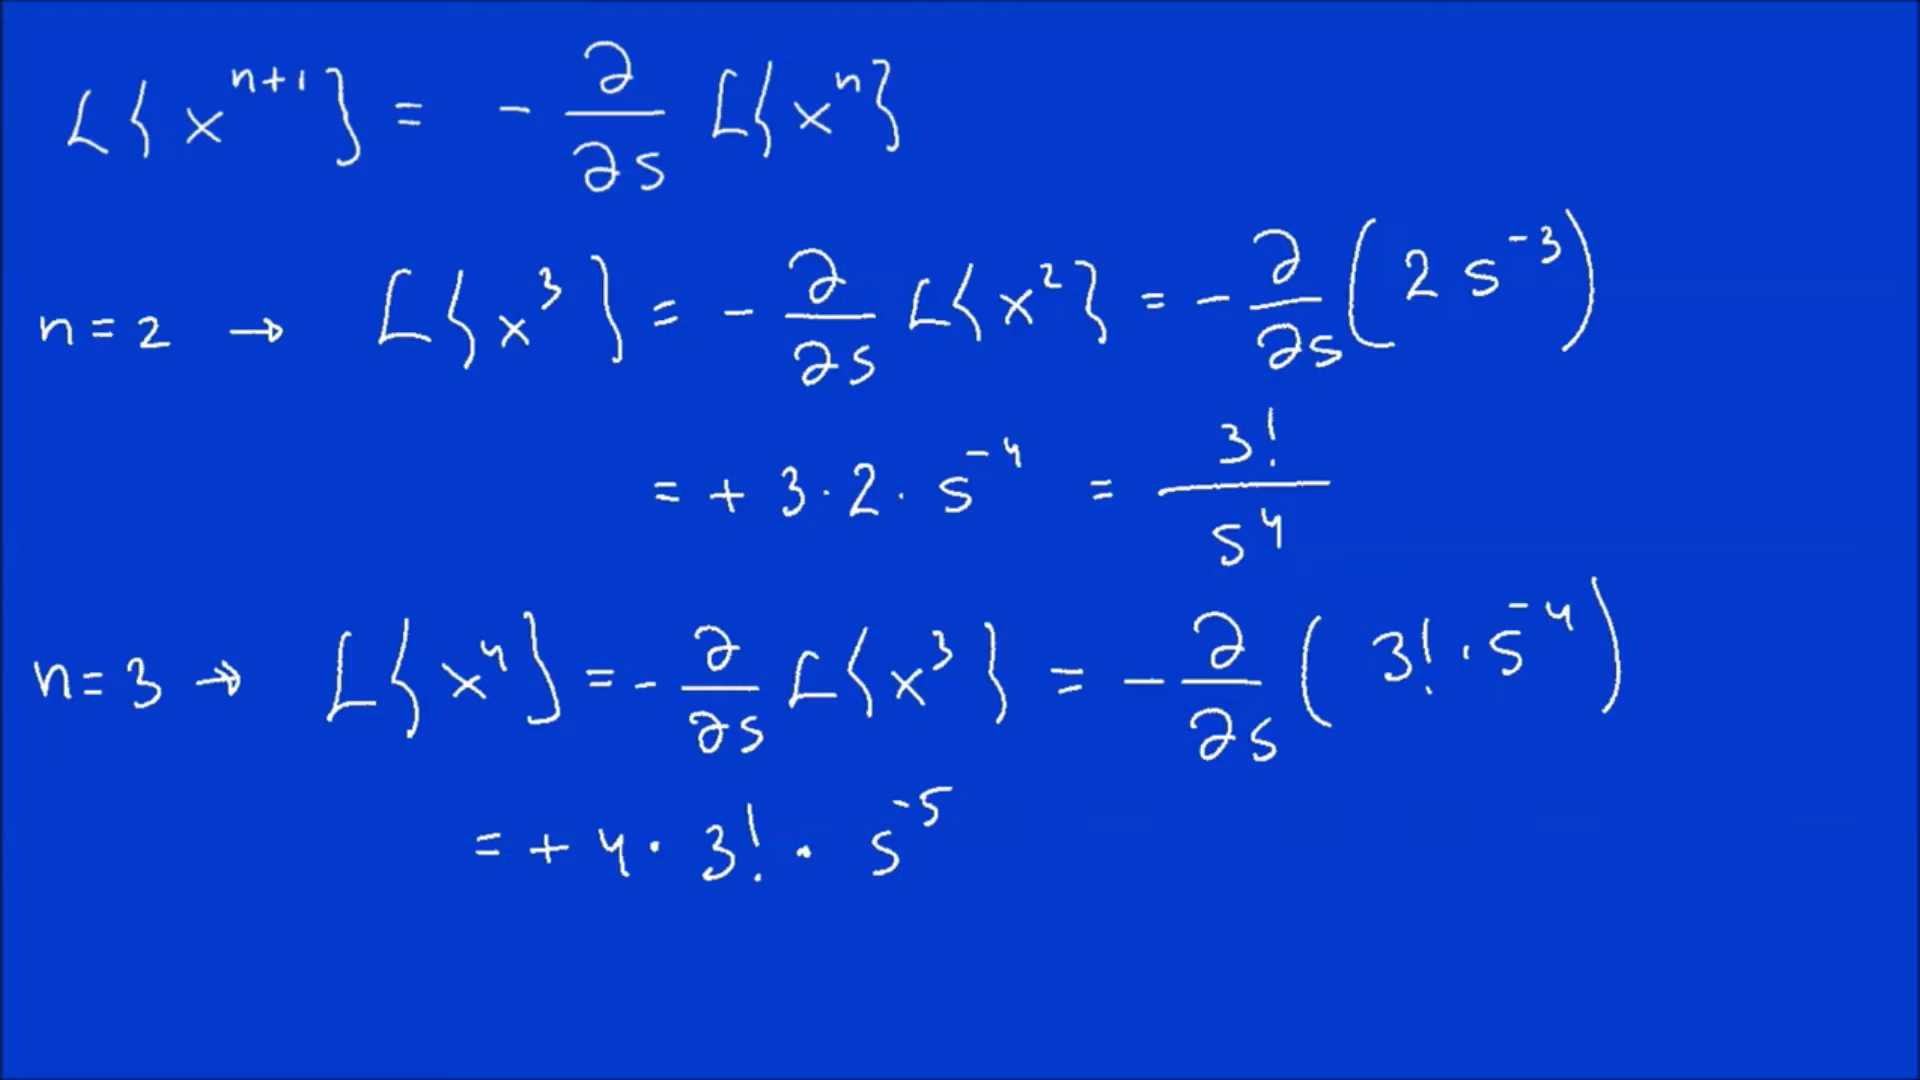 L{x^{n+1}} = - ∂/∂s L{x^n}
n=2 → L{x^3} = - ∂/∂s L{x^2} = - ∂/∂s (2 s^{-3})
= + 3·2· s^{-4} = 3!/s^4
n=3 → L{x^4} = - ∂/∂s L{x^3} = - ∂/∂s (3!·s^{-4})
= + 4· 3!· s^{-5}